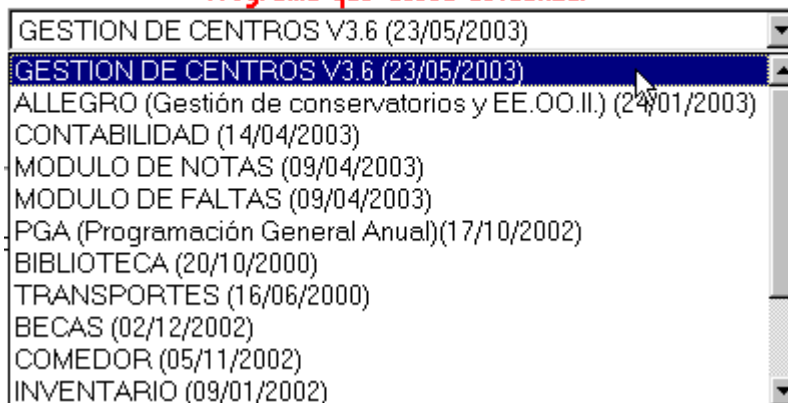 GESTION DE CENTROS V3.6 (23/05/2003)
GESTION DE CENTROS V3.6 (23/05/2003)
ALLEGRO (Gestión de conservatorios y EE.OO.II.) (24/01/2003)
CONTABILIDAD (14/04/2003)
MODULO DE NOTAS (09/04/2003)
MODULO DE FALTAS (09/04/2003)
PGA (Programación General Anual)(17/10/2002)
BIBLIOTECA (20/10/2000)
TRANSPORTES (16/06/2000)
BECAS (02/12/2002)
COMEDOR (05/11/2002)
INVENTARIO (09/01/2002)